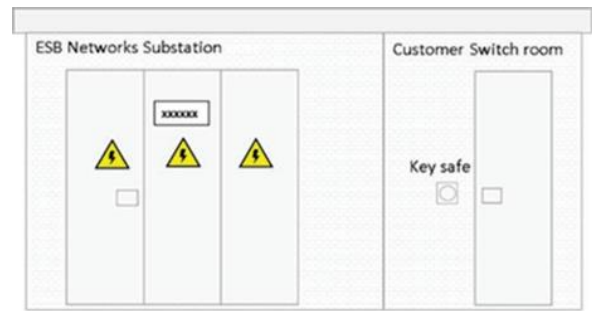 ESB Networks Substation
Customer Switch room
xxxxxx
Key safe